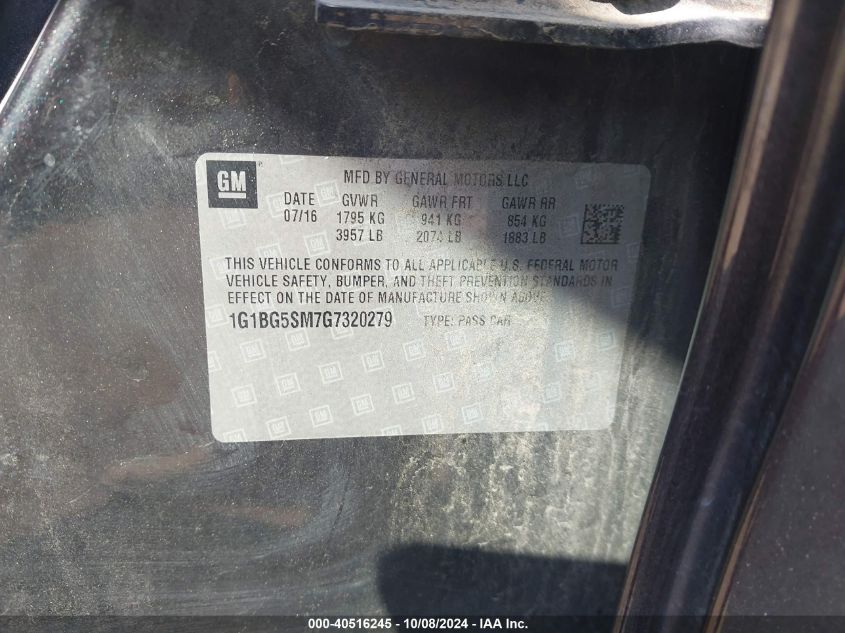 GM
MFD BY GENERAL MOTORS LLC
DATE GVWR GAWR FRT GAWR RR
07/16 1795 KG 941 KG 854 KG
3957 LB 2074 LB 1883 LB
THIS VEHICLE CONFORMS TO ALL APPLICABLE U.S. FEDERAL MOTOR
VEHICLE SAFETY, BUMPER, AND THEFT PREVENTION STANDARDS IN
EFFECT ON THE DATE OF MANUFACTURE SHOWN ABOVE.
1G1BG5SM7G7320279 TYPE: PASS CAR
000-40516245 - 10/08/2024 - IAA Inc.